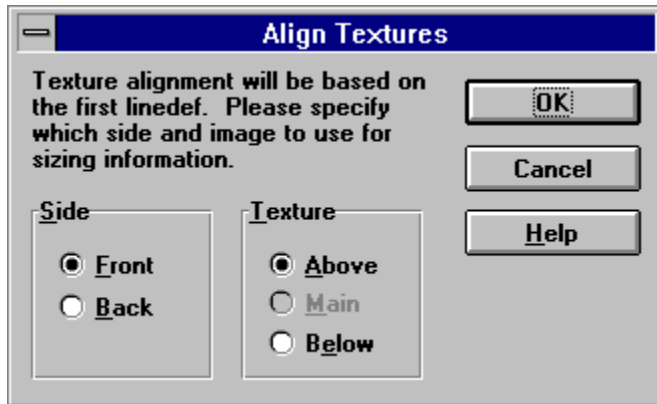 Align Textures
Texture alignment will be based on
the first linedef.  Please specify
which side and image to use for
sizing information.
OK
Cancel
Help
Side
Front
Back
Texture
Above
Main
Below